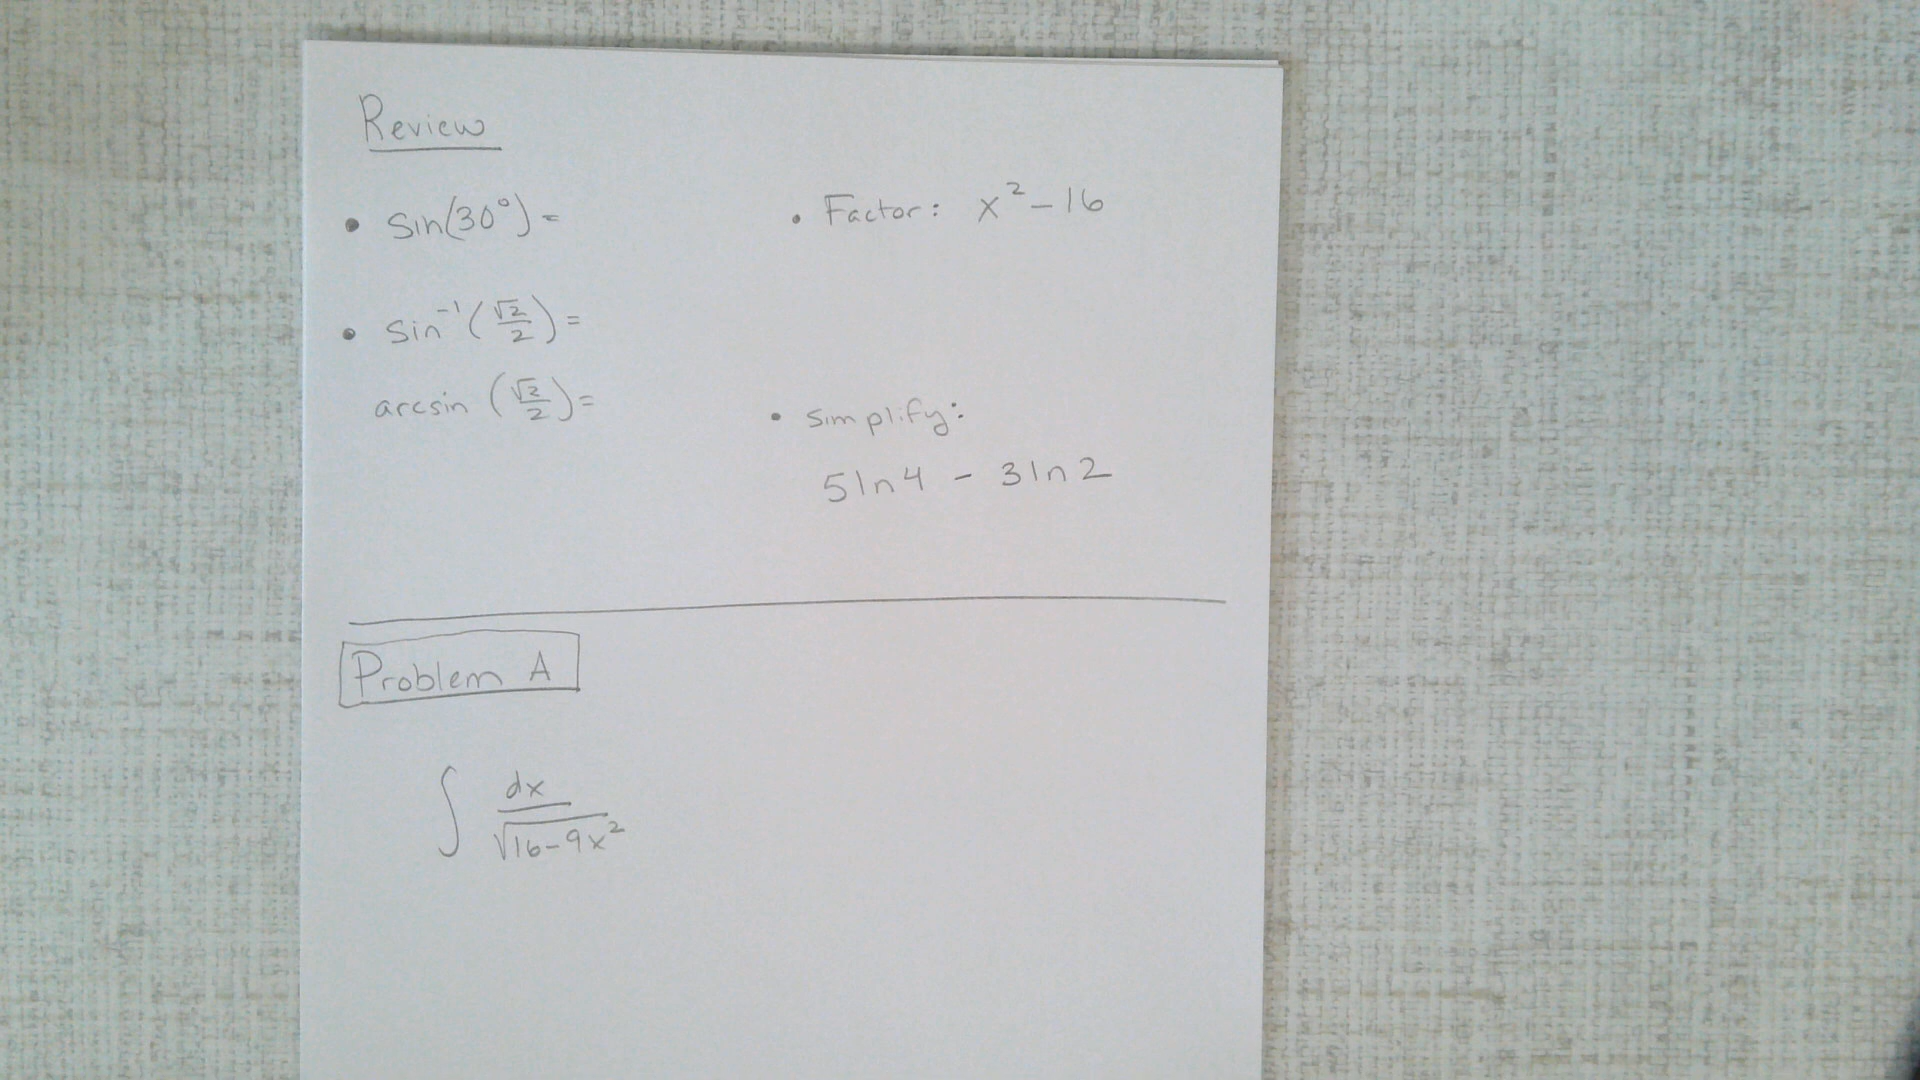 Review
• sin(30°) =
• sin⁻¹(√2/2) =
arcsin (√2/2) =
• Factor: x² - 16
• simplify:
5ln4 - 3ln2
Problem A
∫ dx/√(16-9x²)